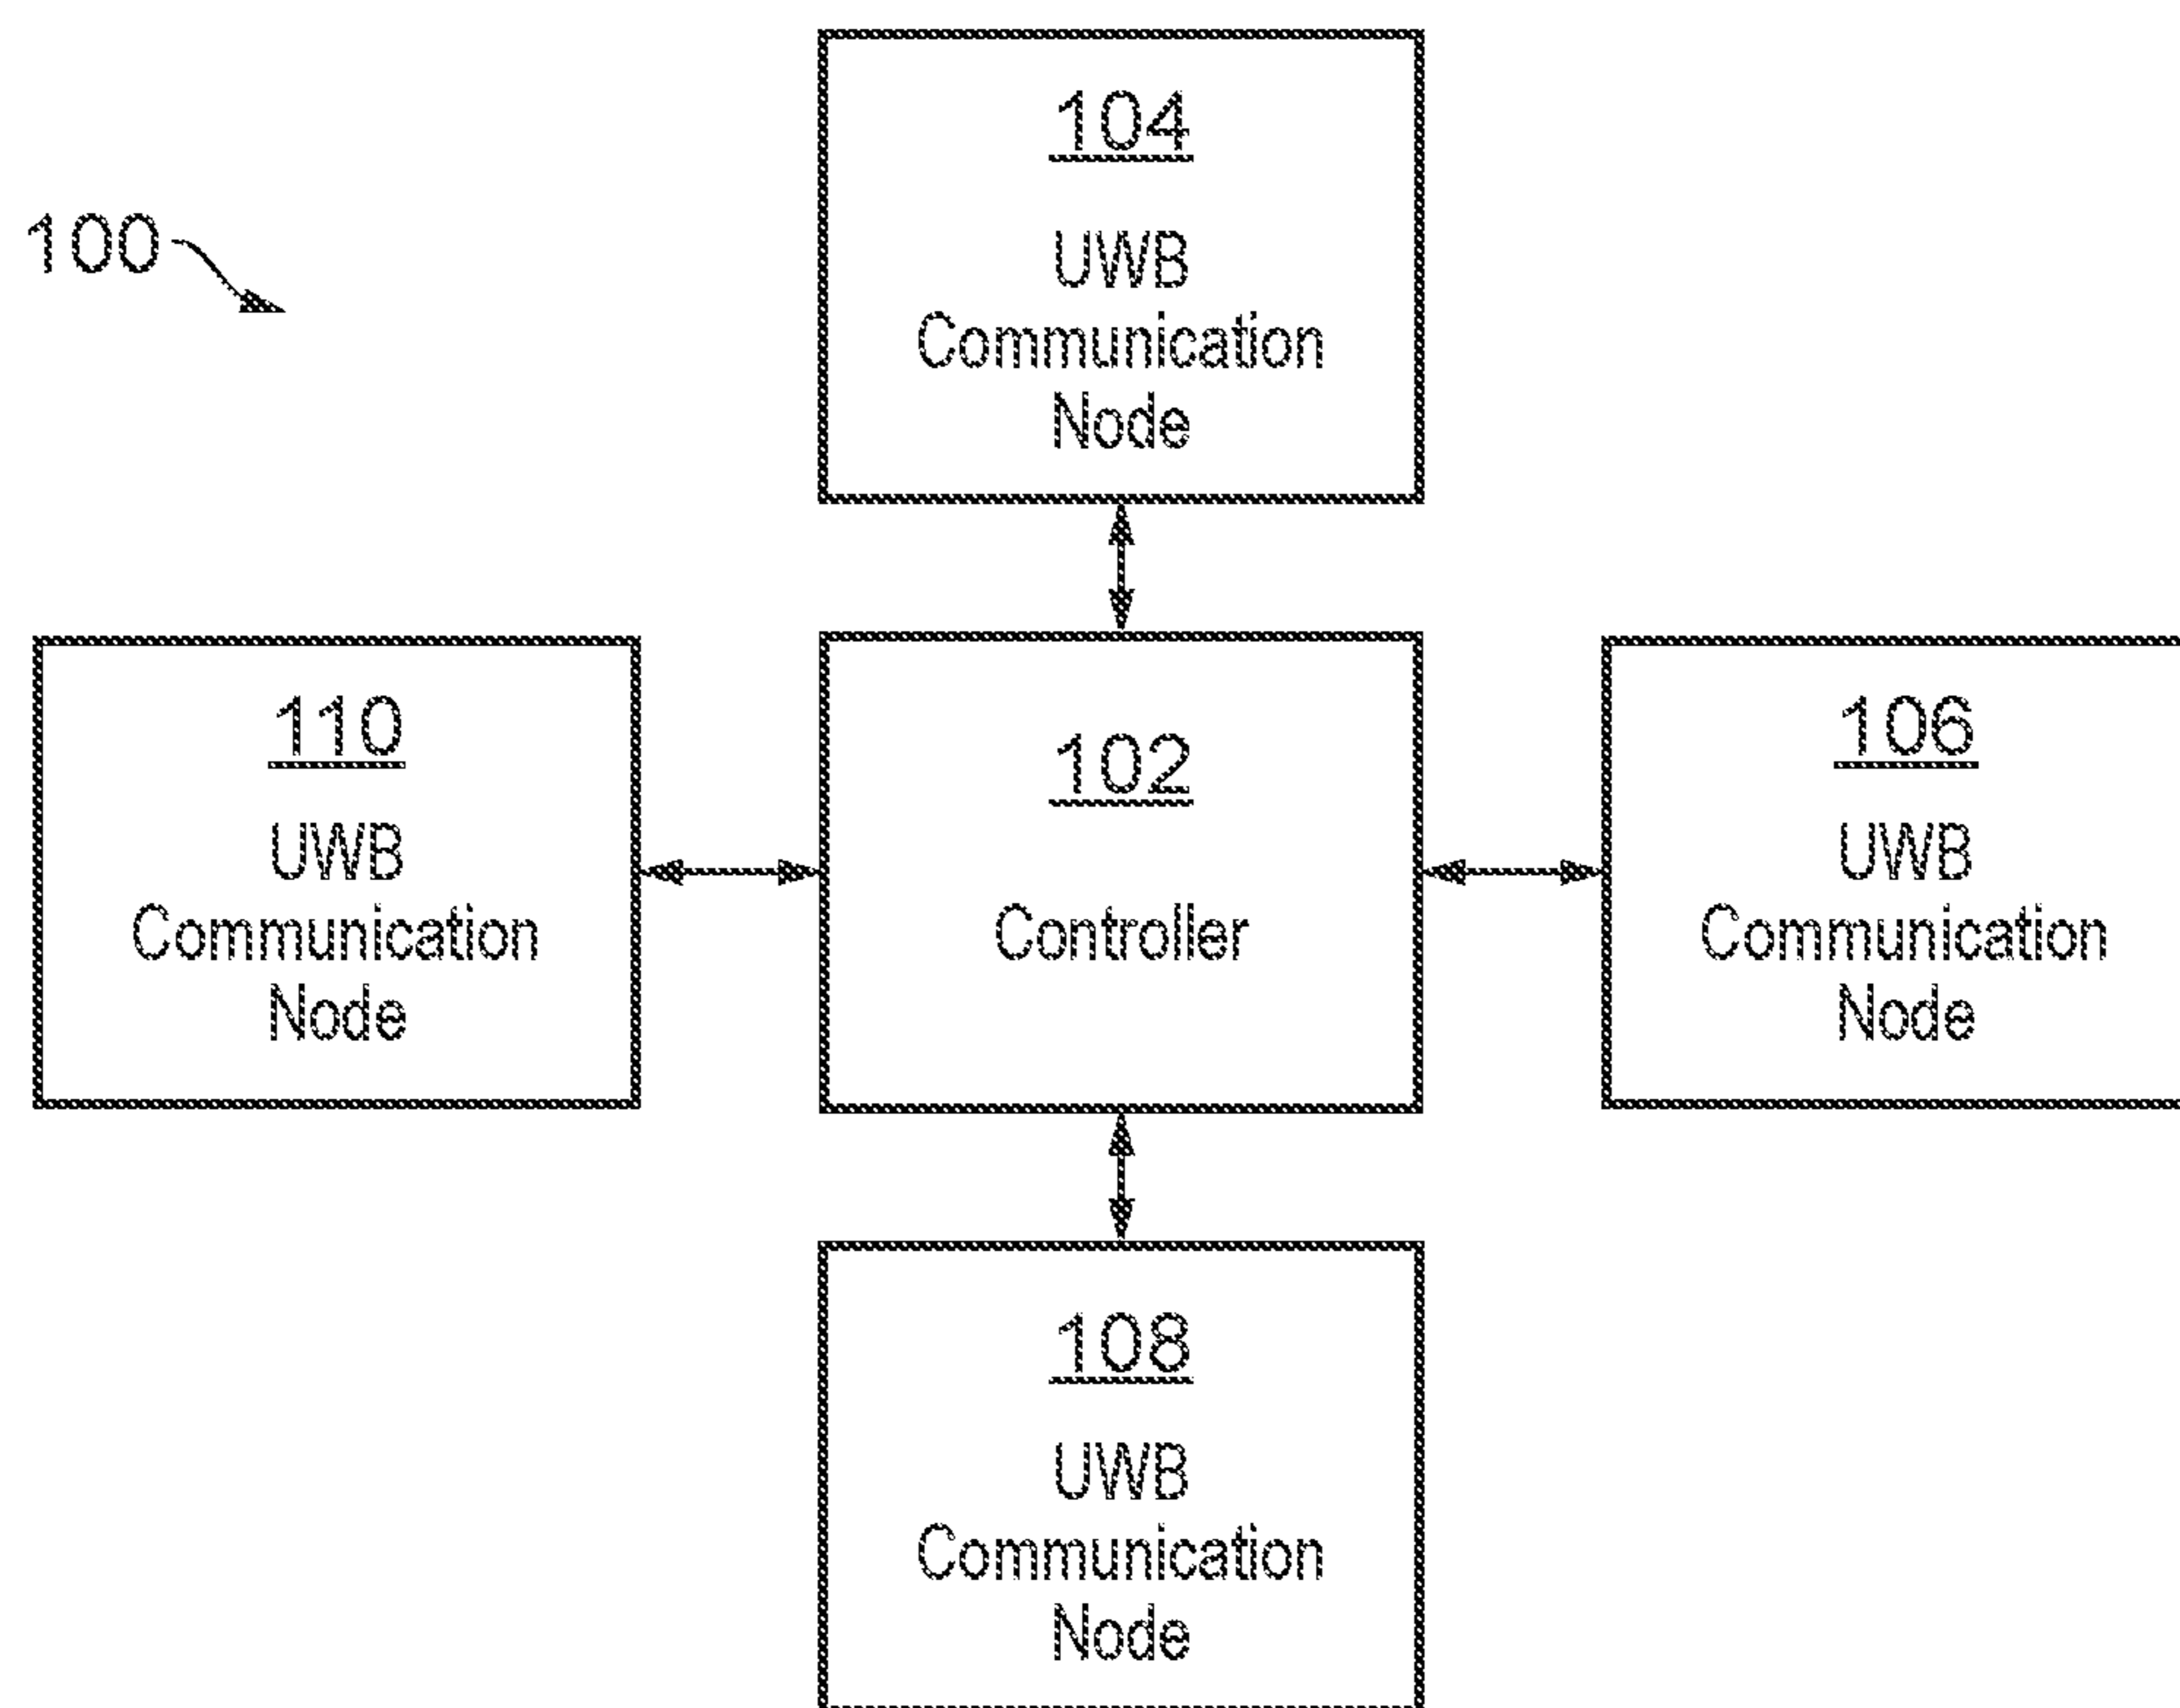 104
UWB
Communication
Node
100
110
UWB
Communication
Node
102
Controller
106
UWB
Communication
Node
108
UWB
Communication
Node